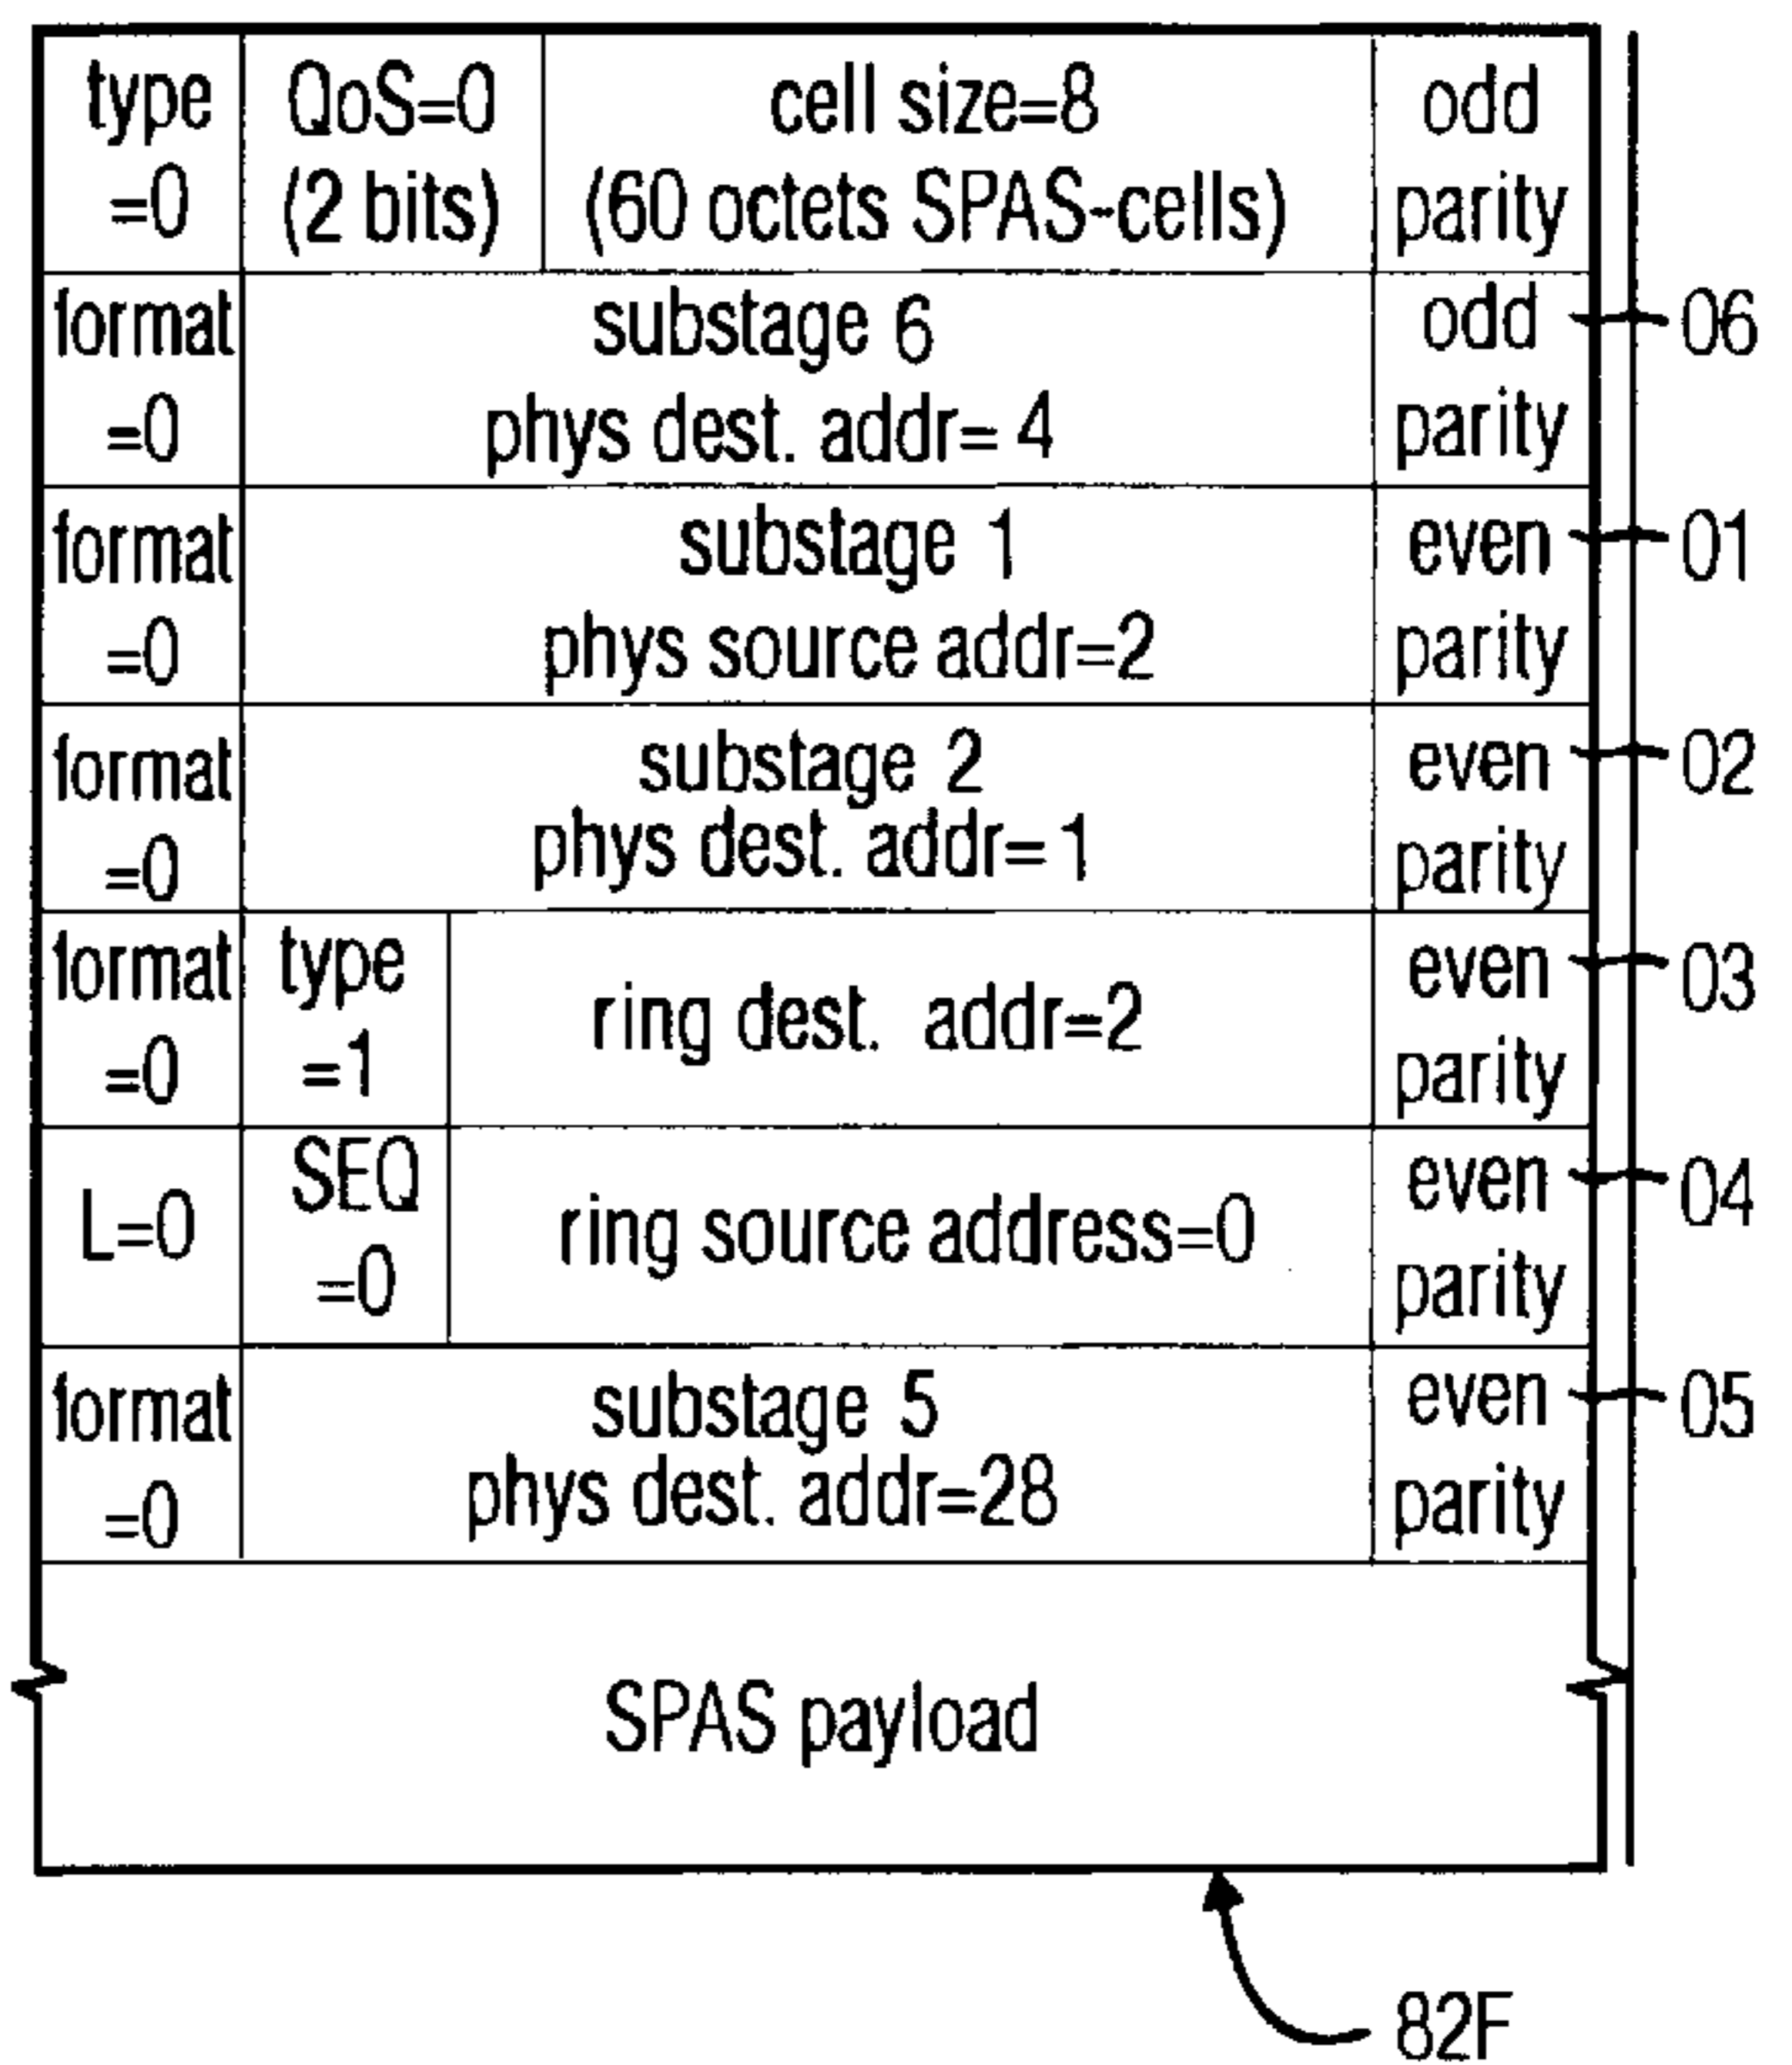 type QoS=0 cell size=8 odd
=0 (2 bits) (60 octets SPAS-cells) parity
format substage 6 odd 06
=0 phys dest. addr= 4 parity
format substage 1 even 01
=0 phys source addr=2 parity
format substage 2 even 02
=0 phys dest. addr= 1 parity
format type ring dest. addr=2 even 03
=0 =1 parity
L=0 SEQ ring source address=0 even 04
=0 parity
format substage 5 even 05
=0 phys dest. addr=28 parity
SPAS payload
82F